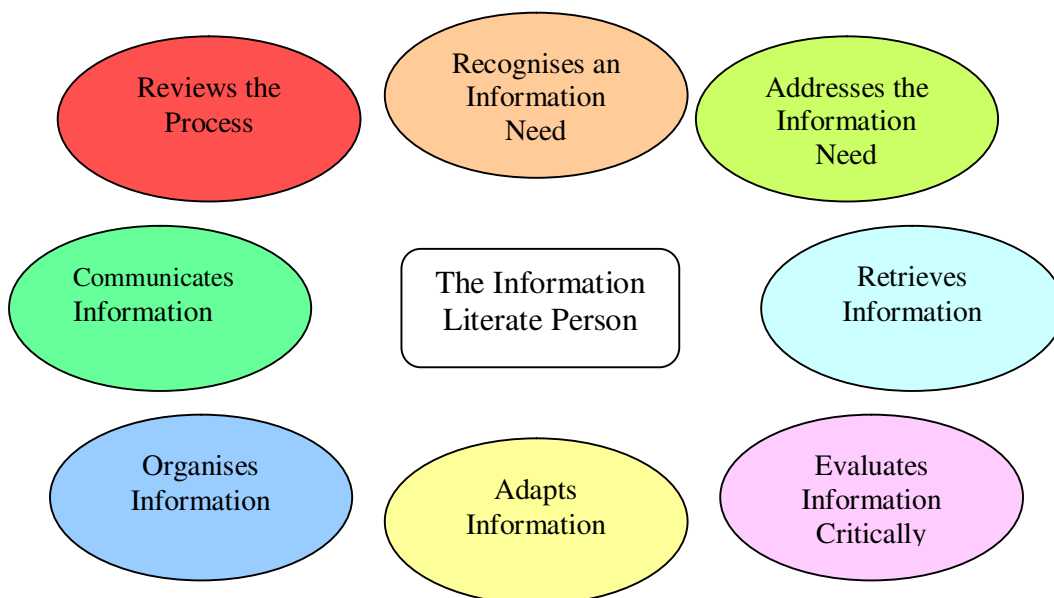 Reviews the
Process
Recognises an
Information
Need
Addresses the
Information
Need
Communicates
Information
The Information
Literate Person
Retrieves
Information
Organises
Information
Adapts
Information
Evaluates
Information
Critically